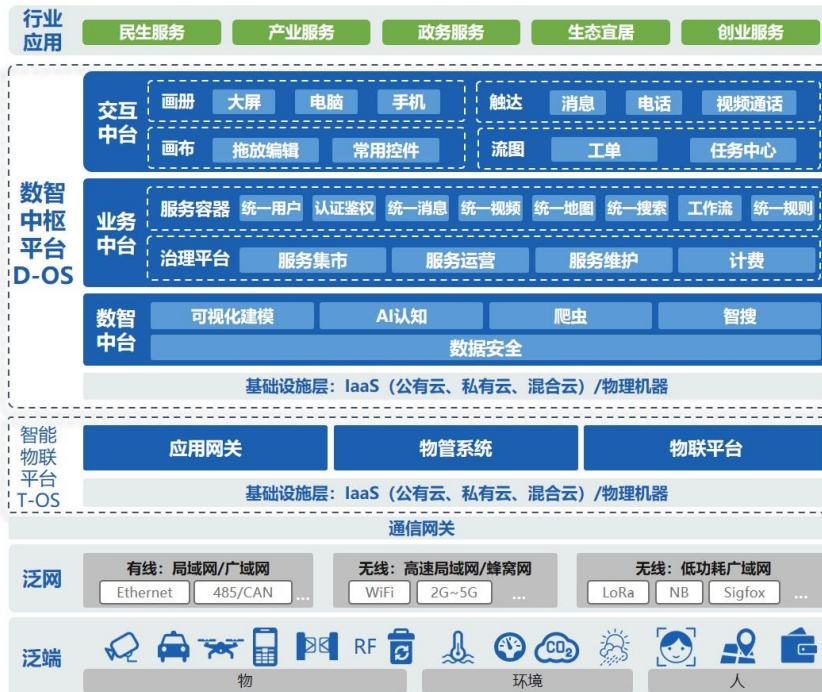 行业
应用
民生服务 产业服务 政务服务 生态宜居 创业服务
数智
中枢
平台
D-OS
交互
中台
画册 大屏 电脑 手机
触达 消息 电话 视频通话
画布 拖放编辑 常用控件
流图 工单 任务中心
业务
中台
服务容器 统一用户 认证鉴权 统一消息 统一视频 统一地图 统一搜索 工作流 统一规则
治理平台 服务集市 服务运营 服务维护 计费
数智
中台
可视化建模 AI认知 爬虫 智搜
数据安全
基础设施层：IaaS（公有云、私有云、混合云）/物理机器
智能
物联
平台
T-OS
应用网关 物管系统 物联平台
基础设施层：IaaS（公有云、私有云、混合云）/物理机器
通信网关
泛网
有线：局域网/广域网
Ethernet 485/CAN ...
无线：高速局域网/蜂窝网
WiFi 2G~5G ...
无线：低功耗广域网
LoRa NB Sigfox ...
泛端
RF CO2
物 环境 人